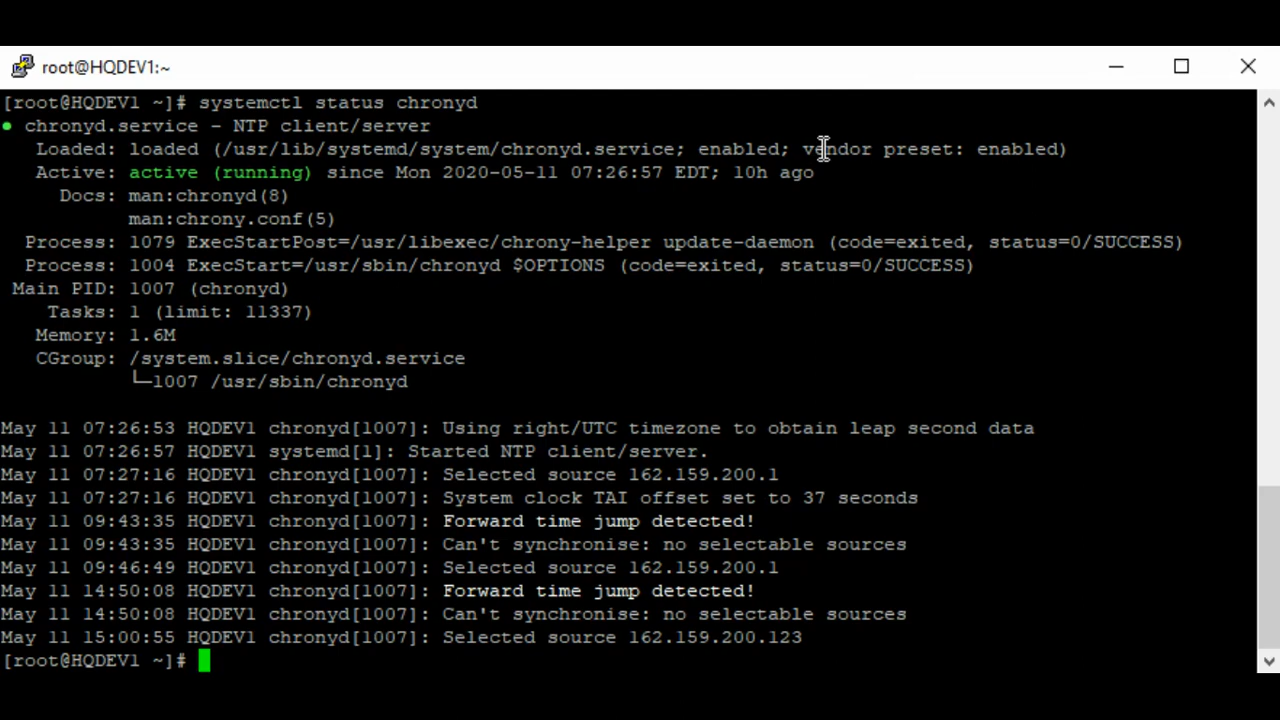 root@HQDEV1:~
[root@HQDEV1 ~]# systemctl status chronyd
● chronyd.service - NTP client/server
Loaded: loaded (/usr/lib/systemd/system/chronyd.service; enabled; vendor preset: enabled)
Active: active (running) since Mon 2020-05-11 07:26:57 EDT; 10h ago
Docs: man:chronyd(8)
man:chrony.conf(5)
Process: 1079 ExecStartPost=/usr/libexec/chrony-helper update-daemon (code=exited, status=0/SUCCESS)
Process: 1004 ExecStart=/usr/sbin/chronyd $OPTIONS (code=exited, status=0/SUCCESS)
Main PID: 1007 (chronyd)
Tasks: 1 (limit: 11337)
Memory: 1.6M
CGroup: /system.slice/chronyd.service
└─1007 /usr/sbin/chronyd
May 11 07:26:53 HQDEV1 chronyd[1007]: Using right/UTC timezone to obtain leap second data
May 11 07:26:57 HQDEV1 systemd[1]: Started NTP client/server.
May 11 07:27:16 HQDEV1 chronyd[1007]: Selected source 162.159.200.1
May 11 07:27:16 HQDEV1 chronyd[1007]: System clock TAI offset set to 37 seconds
May 11 09:43:35 HQDEV1 chronyd[1007]: Forward time jump detected!
May 11 09:43:35 HQDEV1 chronyd[1007]: Can't synchronise: no selectable sources
May 11 09:46:49 HQDEV1 chronyd[1007]: Selected source 162.159.200.1
May 11 14:50:08 HQDEV1 chronyd[1007]: Forward time jump detected!
May 11 14:50:08 HQDEV1 chronyd[1007]: Can't synchronise: no selectable sources
May 11 15:00:55 HQDEV1 chronyd[1007]: Selected source 162.159.200.123
[root@HQDEV1 ~]#